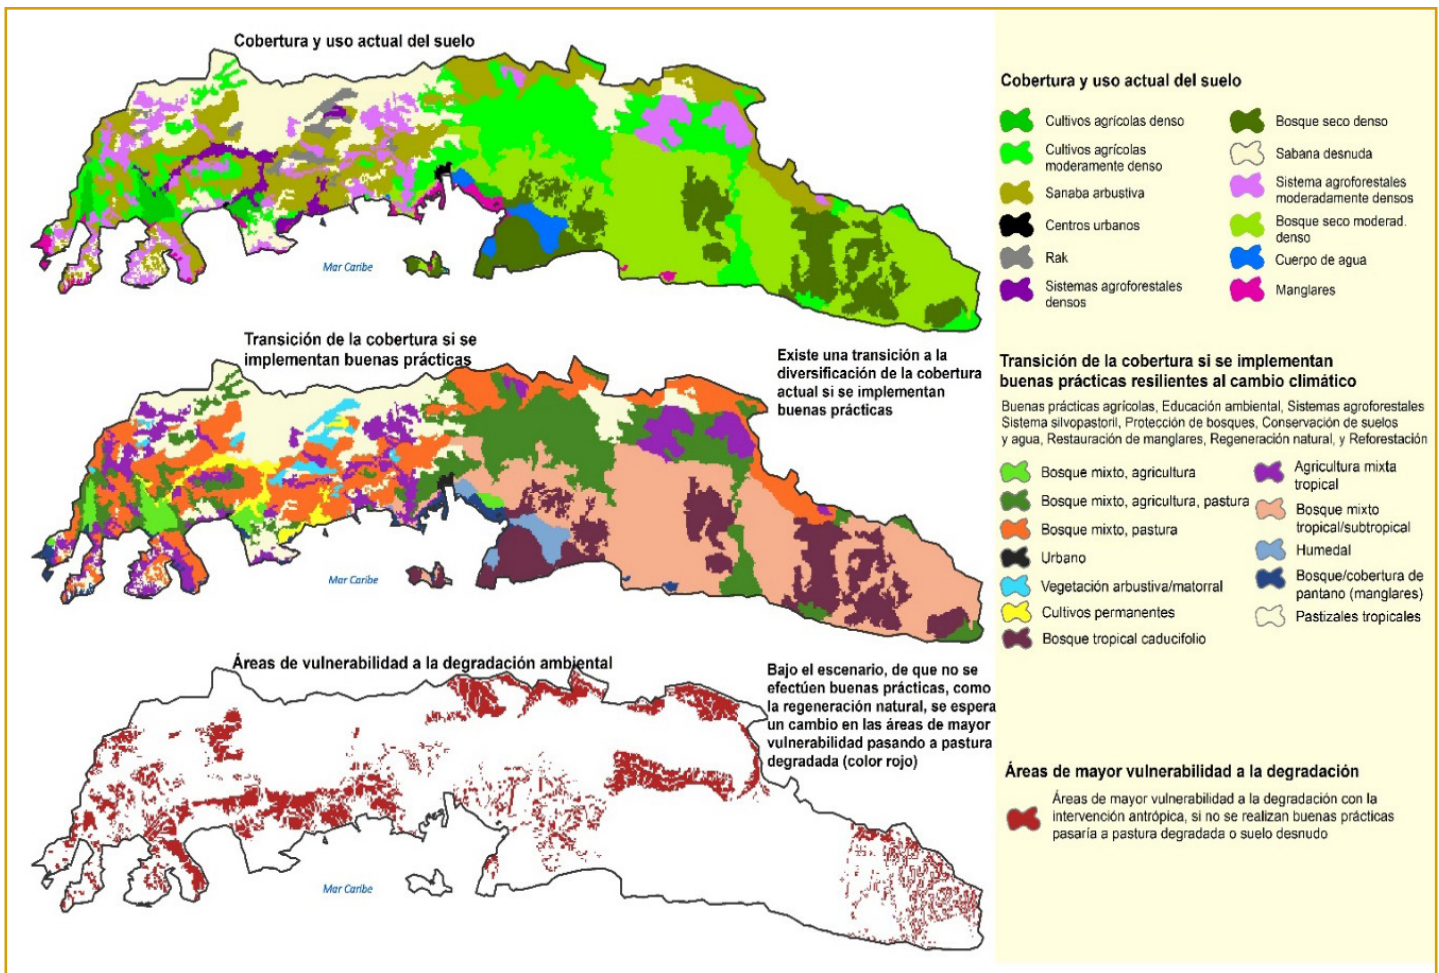 Cobertura y uso actual del suelo
Mar Caribe
Transición de la cobertura si se
implementan buenas prácticas
Existe una transición a la
diversificación de la cobertura
actual si se implementan
buenas prácticas
Mar Caribe
Áreas de vulnerabilidad a la degradación ambiental
Bajo el escenario, de que no se
efectúen buenas prácticas, como
la regeneración natural, se espera
un cambio en las áreas de mayor
vulnerabilidad pasando a pastura
degradada (color rojo)
Mar Caribe
Cobertura y uso actual del suelo
Cultivos agrícolas denso
Cultivos agrícolas
moderamente denso
Sanaba arbustiva
Centros urbanos
Rak
Sistemas agroforestales
densos
Bosque seco denso
Sabana desnuda
Sistema agroforestales
moderadamente densos
Bosque seco moderad.
denso
Cuerpo de agua
Manglares
Transición de la cobertura si se implementan
buenas prácticas resilientes al cambio climático
Buenas prácticas agrícolas, Educación ambiental, Sistemas agroforestales
Sistema silvopastoril, Protección de bosques, Conservación de suelos
y agua, Restauración de manglares, Regeneración natural, y Reforestación
Bosque mixto, agricultura
Bosque mixto, agricultura, pastura
Bosque mixto, pastura
Urbano
Vegetación arbustiva/matorral
Cultivos permanentes
Bosque tropical caducifolio
Agricultura mixta
tropical
Bosque mixto
tropical/subtropical
Humedal
Bosque/cobertura de
pantano (manglares)
Pastizales tropicales
Áreas de mayor vulnerabilidad a la degradación
Áreas de mayor vulnerabilidad a la degradación con la
intervención antrópica, si no se realizan buenas prácticas
pasaría a pastura degradada o suelo desnudo